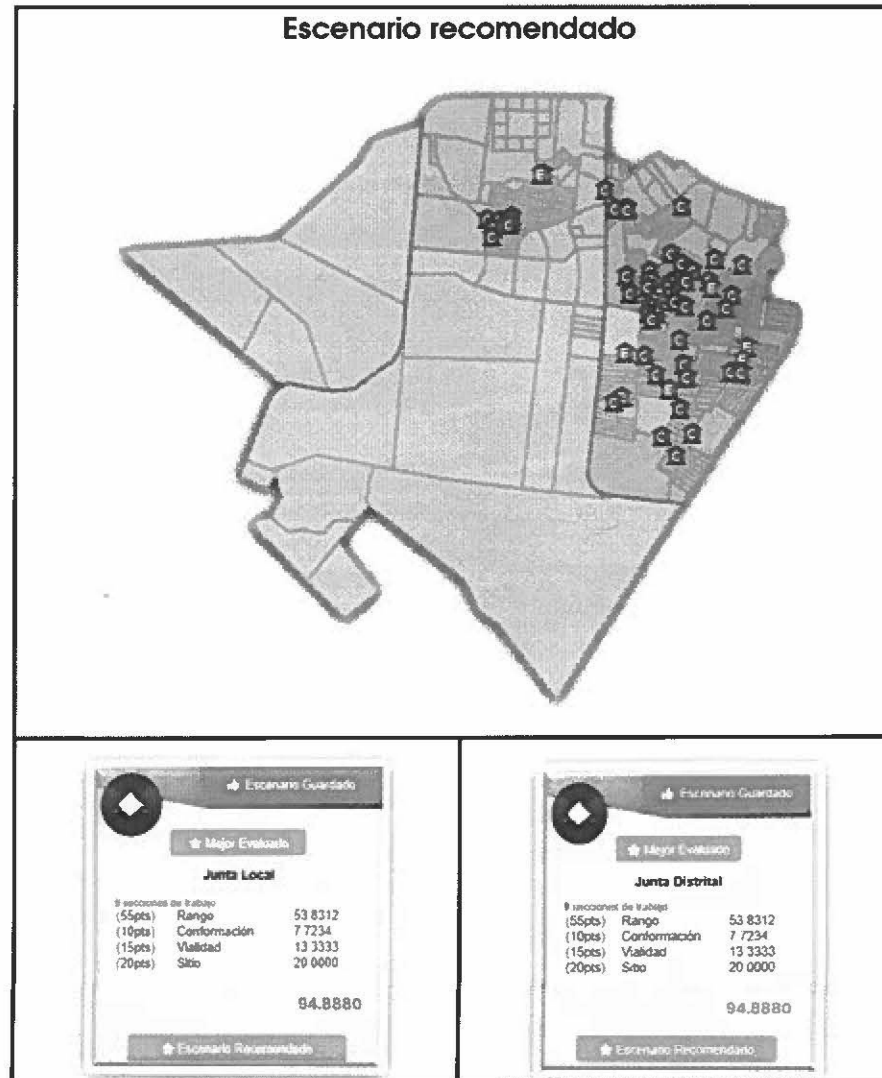 Escenario recomendado
Escenario Guardado
Mejor Evaluado
Junta Local
9 secciones de trabajo
(55pts) Rango 53 8312
(10pts) Conformación 7 7234
(15pts) Vialidad 13 3333
(20pts) Sitio 20 0000
94.8880
Escenario Recomendado
Escenario Guardado
Mejor Evaluado
Junta Distrital
9 secciones de trabajo
(55pts) Rango 53 8312
(10pts) Conformación 7 7234
(15pts) Vialidad 13 3333
(20pts) Sitio 20 0000
94.8880
Escenario Recomendado